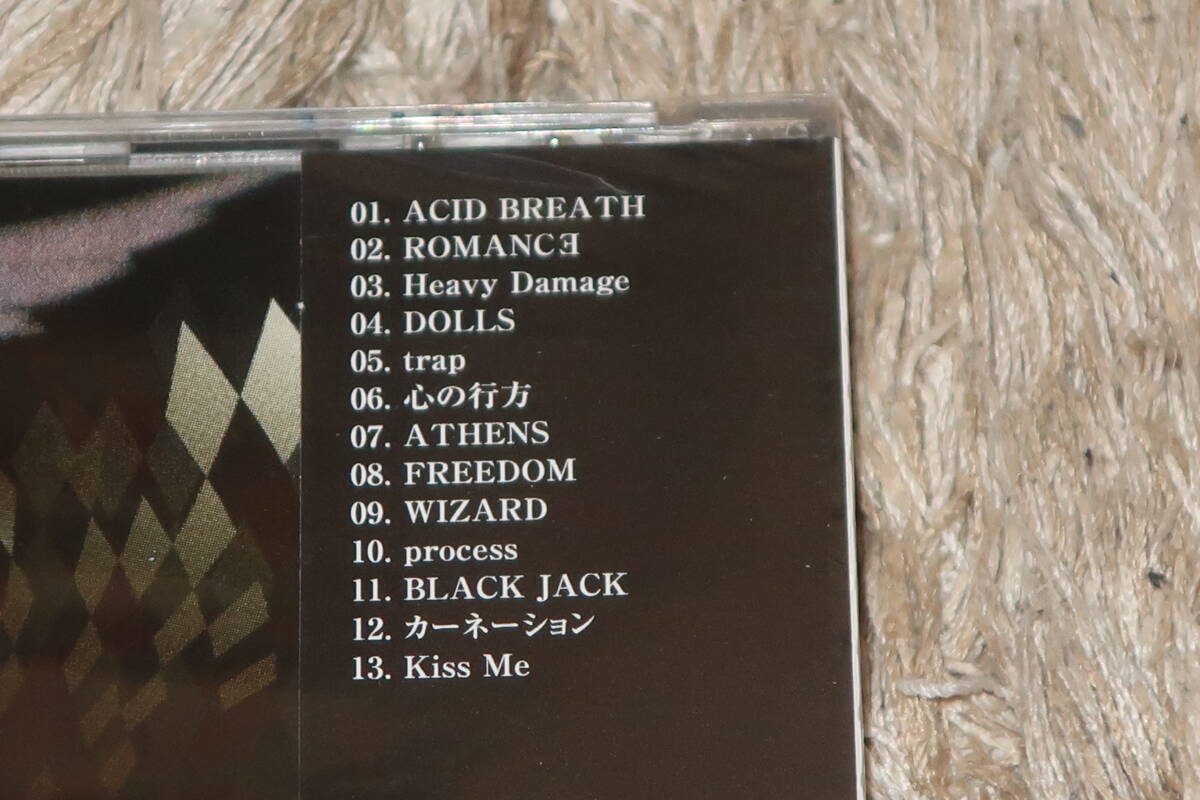 01. ACID BREATH
02. ROMANCƎ
03. Heavy Damage
04. DOLLS
05. trap
06. 心の行方
07. ATHENS
08. FREEDOM
09. WIZARD
10. process
11. BLACK JACK
12. カーネーション
13. Kiss Me